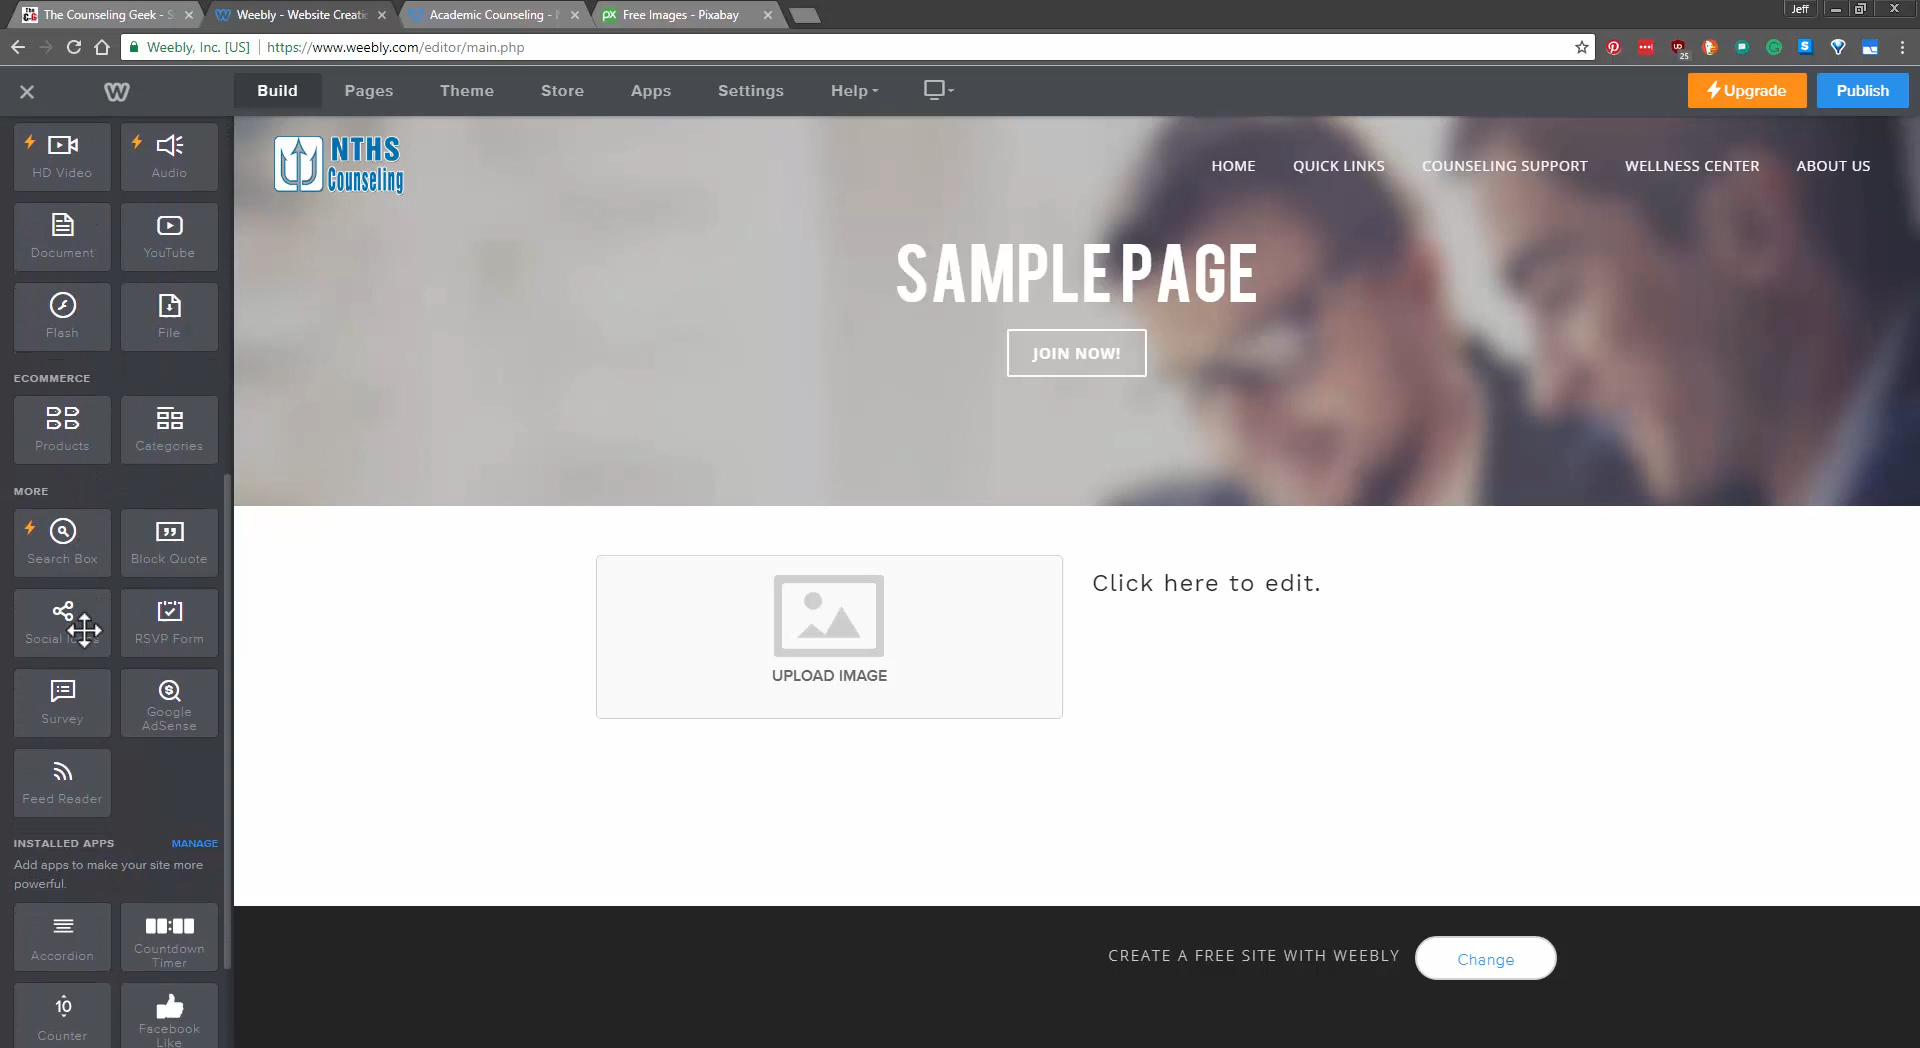 The Counseling Geek - S
Weebly - Website Creatio
Academic Counseling - N
Free Images - Pixabay
Jeff
Weebly, Inc. [US]
https://www.weebly.com/editor/main.php
25
Build
Pages
Theme
Store
Apps
Settings
Help
Upgrade
Publish
HD Video
Audio
Document
YouTube
Flash
File
ECOMMERCE
Products
Categories
MORE
Search Box
Block Quote
Social
RSVP Form
Survey
Google
AdSense
Feed Reader
INSTALLED APPS
MANAGE
Add apps to make your site more
powerful.
Accordion
Countdown
Timer
10
Counter
Facebook
Like
NTHS
Counseling
HOME
QUICK LINKS
COUNSELING SUPPORT
WELLNESS CENTER
ABOUT US
SAMPLE PAGE
JOIN NOW!
UPLOAD IMAGE
Click here to edit.
CREATE A FREE SITE WITH WEEBLY
Change